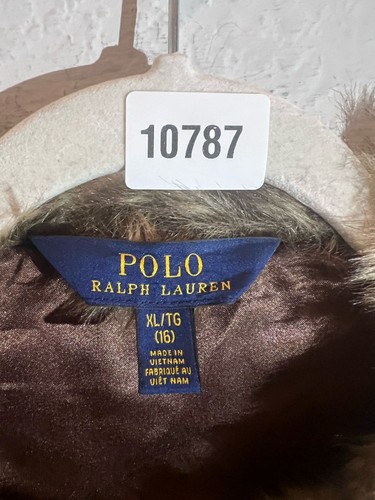 10787
POLO
RALPH LAUREN
XL/TG
(16)
MADE IN
VIETNAM
FABRIQUÉ AU
VIÊT NAM